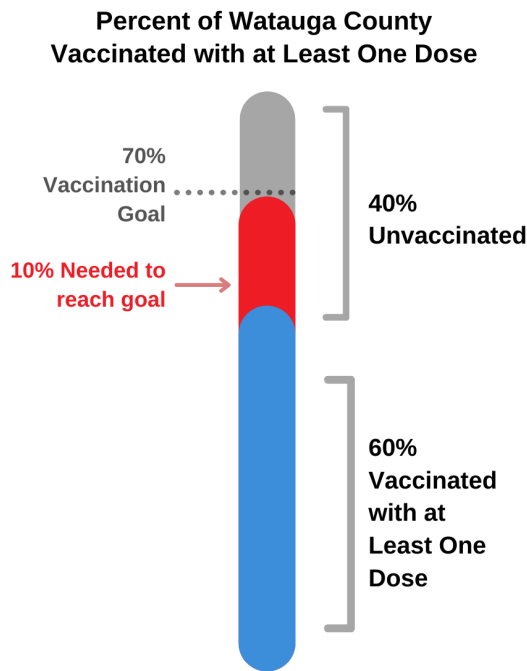 Percent of Watauga County
Vaccinated with at Least One Dose
70%
Vaccination
Goal
10% Needed to
reach goal
40%
Unvaccinated
60%
Vaccinated
with at
Least One
Dose